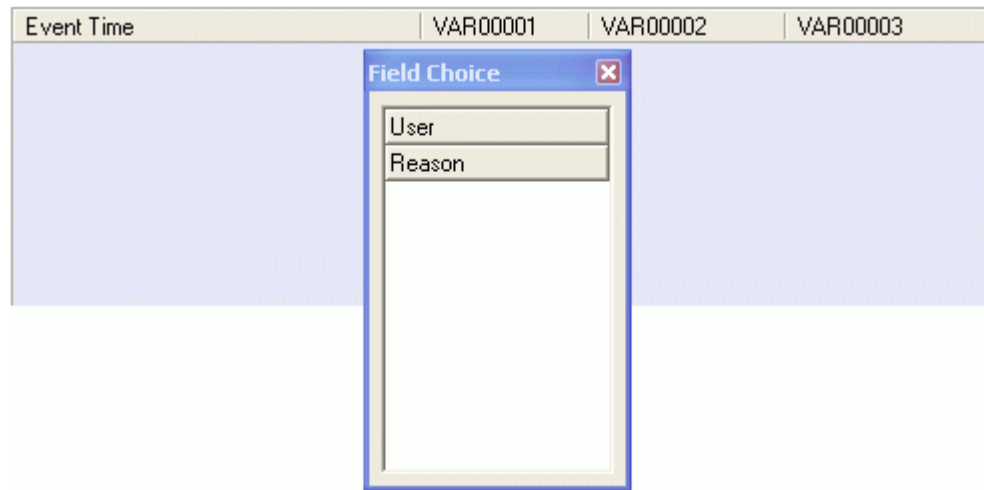 Event Time VAR00001 VAR00002 VAR00003
Field Choice
User
Reason